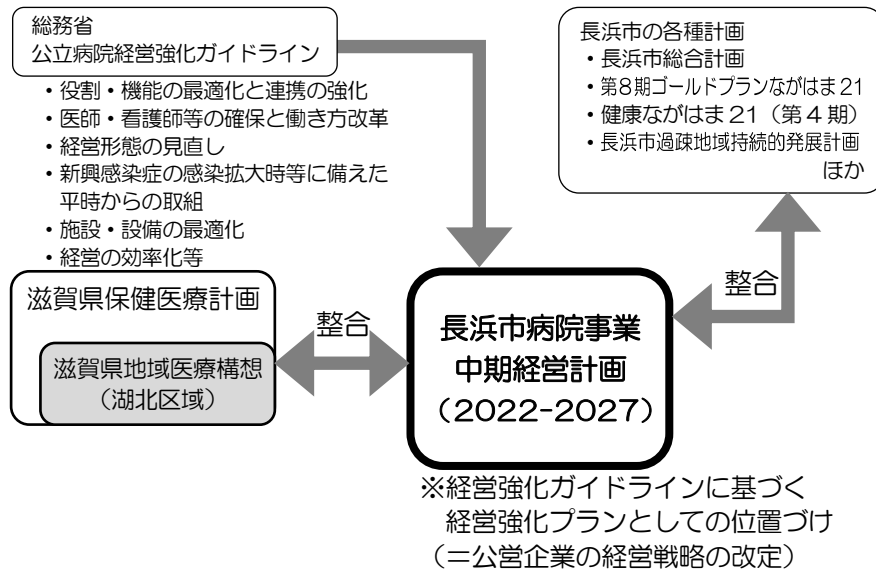 総務省
公立病院経営強化ガイドライン
・役割・機能の最適化と連携の強化
・医師・看護師等の確保と働き方改革
・経営形態の見直し
・新興感染症の感染拡大時等に備えた
平時からの取組
・施設・設備の最適化
・経営の効率化等
長浜市の各種計画
・長浜市総合計画
・第8期ゴールドプランながはま21
・健康ながはま21（第4期）
・長浜市過疎地域持続的発展計画
ほか
滋賀県保健医療計画
滋賀県地域医療構想
（湖北区域）
整合
長浜市病院事業
中期経営計画
（2022-2027）
整合
※経営強化ガイドラインに基づく
経営強化プランとしての位置づけ
（＝公営企業の経営戦略の改定）